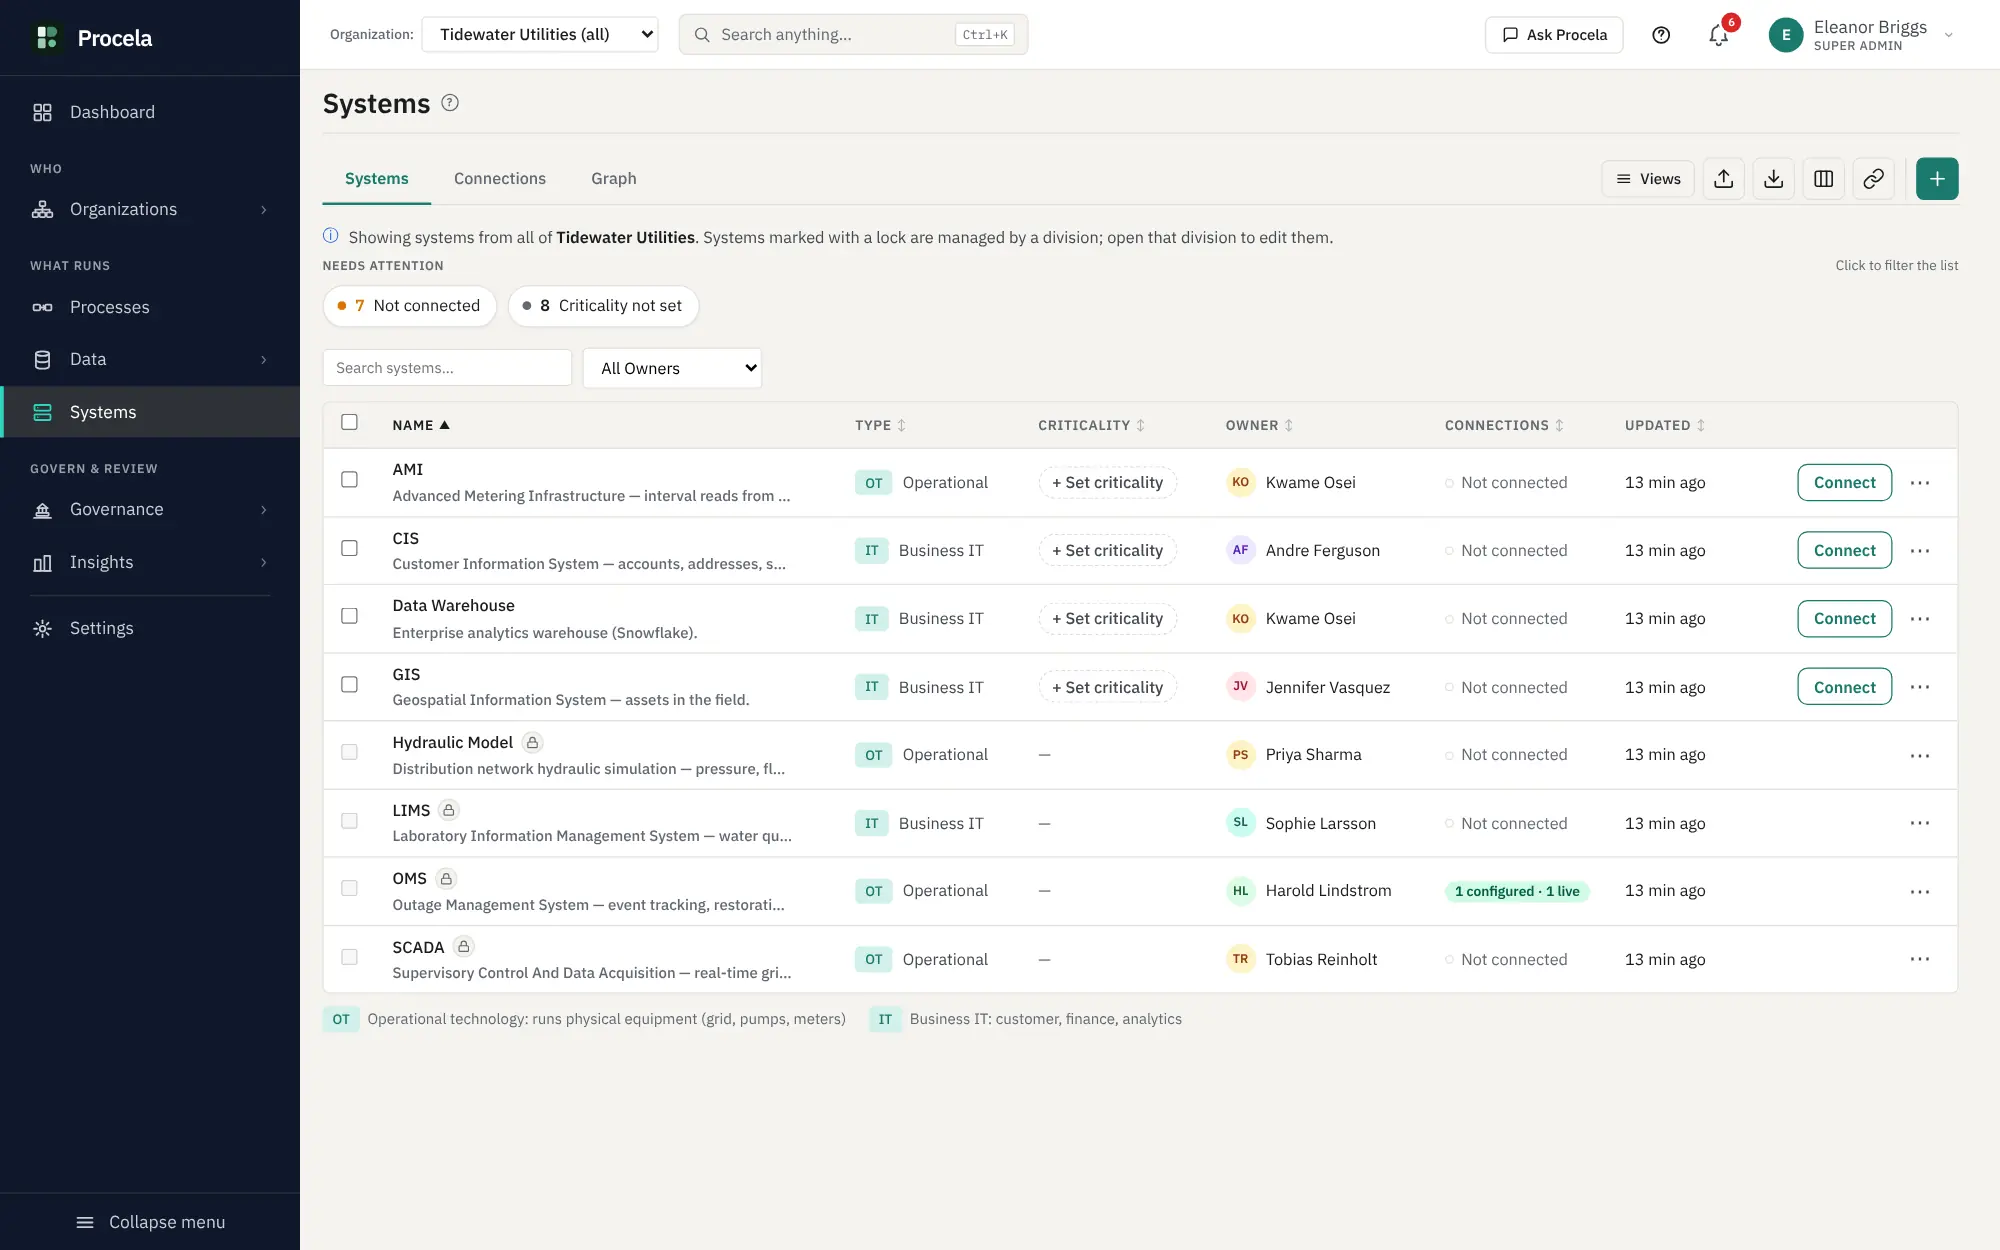 Procela
Organization: Tidewater Utilities (all) Search anything... Ctrl+K Ask Procela 6 E Eleanor Briggs
SUPER ADMIN
Dashboard
WHO
Organizations
WHAT RUNS
Processes
Data
Systems
GOVERN & REVIEW
Governance
Insights
Settings
Collapse menu
Systems
Systems Connections Graph Views
Showing systems from all of Tidewater Utilities. Systems marked with a lock are managed by a division; open that division to edit them.
NEEDS ATTENTION Click to filter the list
7 Not connected 8 Criticality not set
Search systems... All Owners
NAME TYPE CRITICALITY OWNER CONNECTIONS UPDATED
AMI
Advanced Metering Infrastructure — interval reads from ...
OT Operational + Set criticality KO Kwame Osei Not connected 13 min ago Connect
CIS
Customer Information System — accounts, addresses, s...
IT Business IT + Set criticality AF Andre Ferguson Not connected 13 min ago Connect
Data Warehouse
Enterprise analytics warehouse (Snowflake).
IT Business IT + Set criticality KO Kwame Osei Not connected 13 min ago Connect
GIS
Geospatial Information System — assets in the field.
IT Business IT + Set criticality JV Jennifer Vasquez Not connected 13 min ago Connect
Hydraulic Model
Distribution network hydraulic simulation — pressure, fl...
OT Operational — PS Priya Sharma Not connected 13 min ago
LIMS
Laboratory Information Management System — water qu...
IT Business IT — SL Sophie Larsson Not connected 13 min ago
OMS
Outage Management System — event tracking, restorati...
OT Operational — HL Harold Lindstrom 1 configured · 1 live 13 min ago
SCADA
Supervisory Control And Data Acquisition — real-time gri...
OT Operational — TR Tobias Reinholt Not connected 13 min ago
OT Operational technology: runs physical equipment (grid, pumps, meters) IT Business IT: customer, finance, analytics